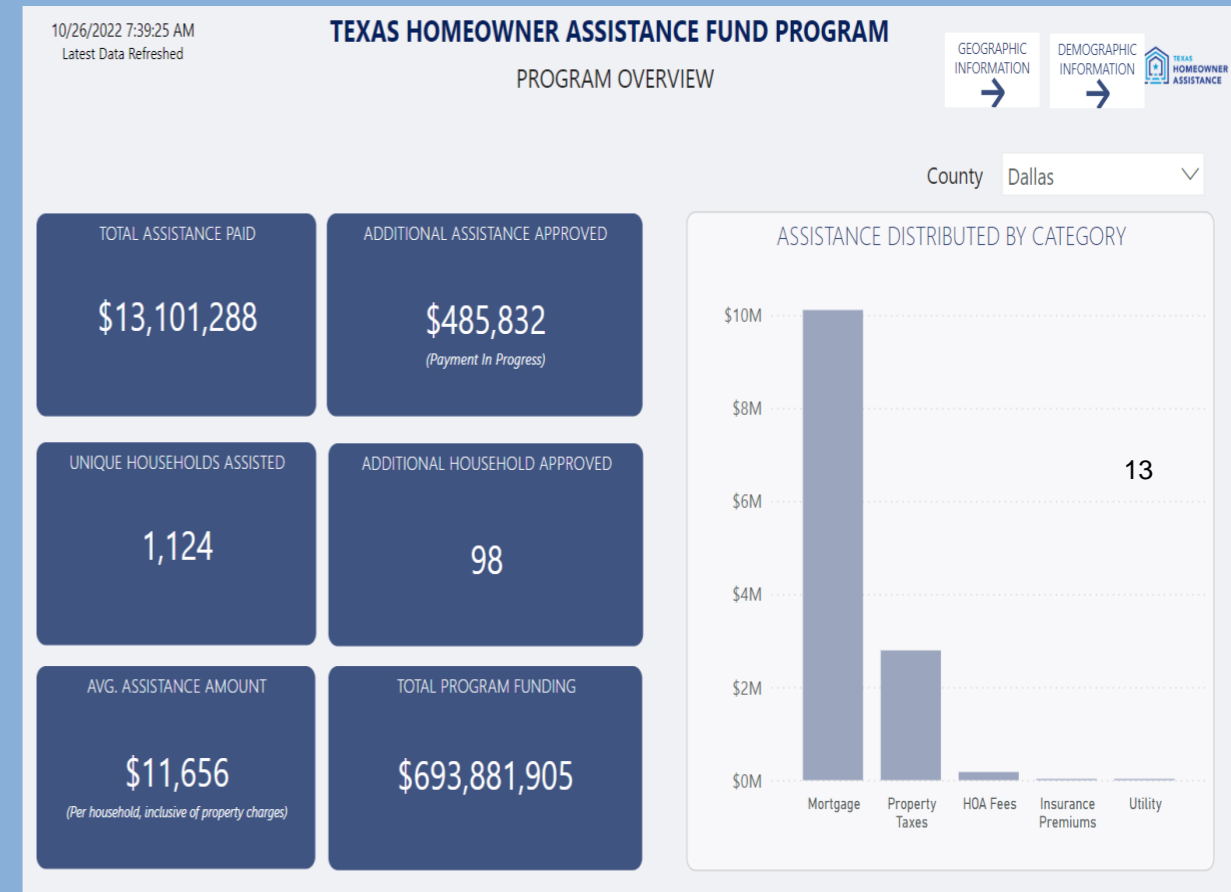 10/26/2022 7:39:25 AM
Latest Data Refreshed
TEXAS HOMEOWNER ASSISTANCE FUND PROGRAM
PROGRAM OVERVIEW
GEOGRAPHIC
INFORMATION
DEMOGRAPHIC
INFORMATION
TEXAS
HOMEOWNER
ASSISTANCE
County Dallas
TOTAL ASSISTANCE PAID
$13,101,288
ADDITIONAL ASSISTANCE APPROVED
$485,832
(Payment In Progress)
UNIQUE HOUSEHOLDS ASSISTED
1,124
ADDITIONAL HOUSEHOLD APPROVED
98
AVG. ASSISTANCE AMOUNT
$11,656
(Per household, inclusive of property charges)
TOTAL PROGRAM FUNDING
$693,881,905
ASSISTANCE DISTRIBUTED BY CATEGORY
$10M
$8M
13
$6M
$4M
$2M
$0M
Mortgage
Property
Taxes
HOA Fees
Insurance
Premiums
Utility